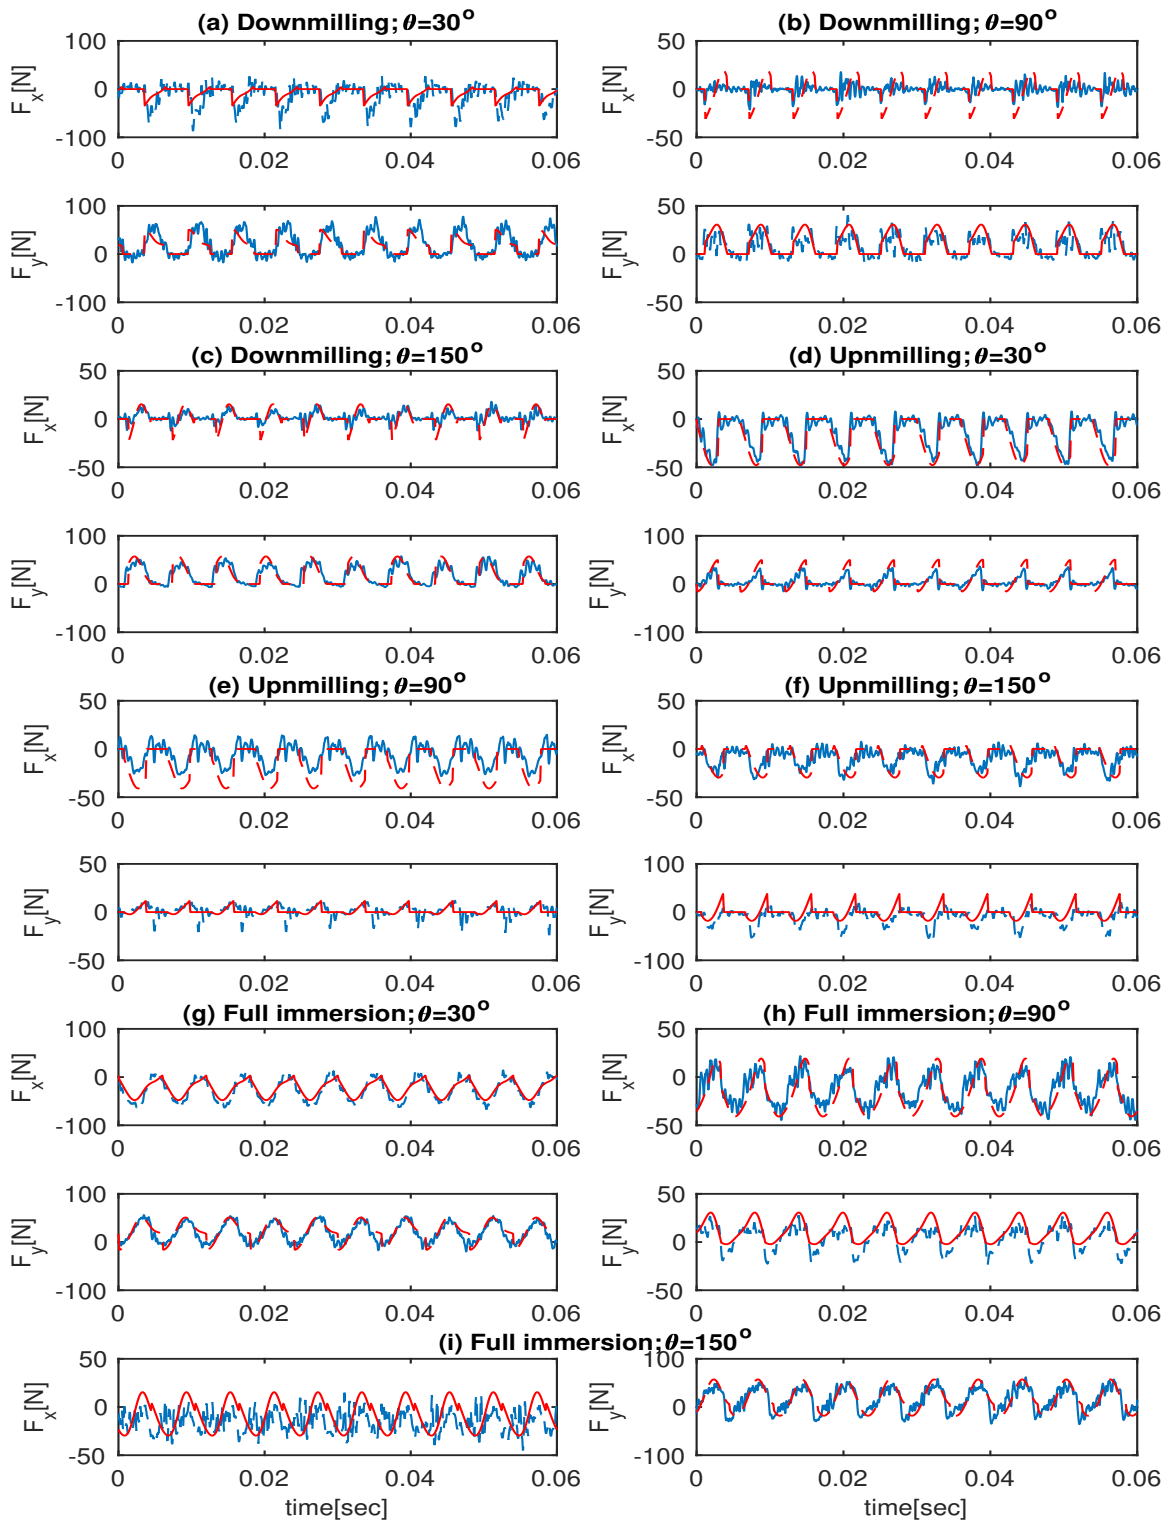 (a) Downmilling; θ=30°
100
0
-100
F_x[N]
0 0.02 0.04 0.06
100
0
-100
F_y[N]
0 0.02 0.04 0.06
(b) Downmilling; θ=90°
50
0
-50
F_x[N]
0 0.02 0.04 0.06
50
0
-50
F_y[N]
0 0.02 0.04 0.06
(c) Downmilling; θ=150°
50
0
-50
F_x[N]
0 0.02 0.04 0.06
100
0
-100
F_y[N]
0 0.02 0.04 0.06
(d) Upnmilling; θ=30°
50
0
-50
F_x[N]
0 0.02 0.04 0.06
100
0
-100
F_y[N]
0 0.02 0.04 0.06
(e) Upnmilling; θ=90°
50
0
-50
F_x[N]
0 0.02 0.04 0.06
50
0
-50
F_y[N]
0 0.02 0.04 0.06
(f) Upnmilling; θ=150°
50
0
-50
F_x[N]
0 0.02 0.04 0.06
100
0
-100
F_y[N]
0 0.02 0.04 0.06
(g) Full immersion; θ=30°
100
0
-100
F_x[N]
0 0.02 0.04 0.06
100
0
-100
F_y[N]
0 0.02 0.04 0.06
(h) Full immersion; θ=90°
50
0
-50
F_x[N]
0 0.02 0.04 0.06
50
0
-50
F_y[N]
0 0.02 0.04 0.06
(i) Full immersion; θ=150°
50
0
-50
F_x[N]
0 0.02 0.04 0.06
time[sec]
100
0
-100
F_y[N]
0 0.02 0.04 0.06
time[sec]